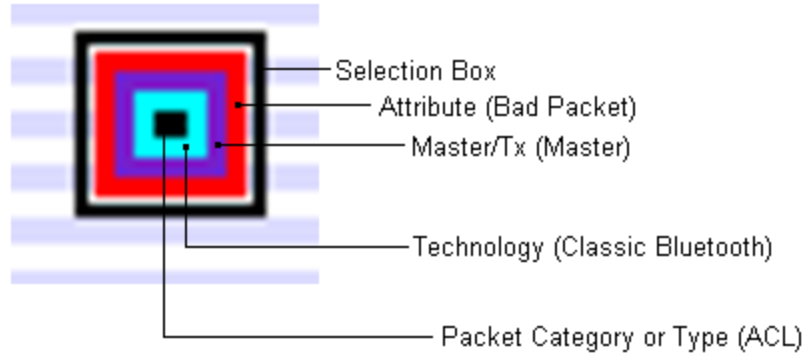 Selection Box
Attribute (Bad Packet)
Master/Tx (Master)
Technology (Classic Bluetooth)
Packet Category or Type (ACL)